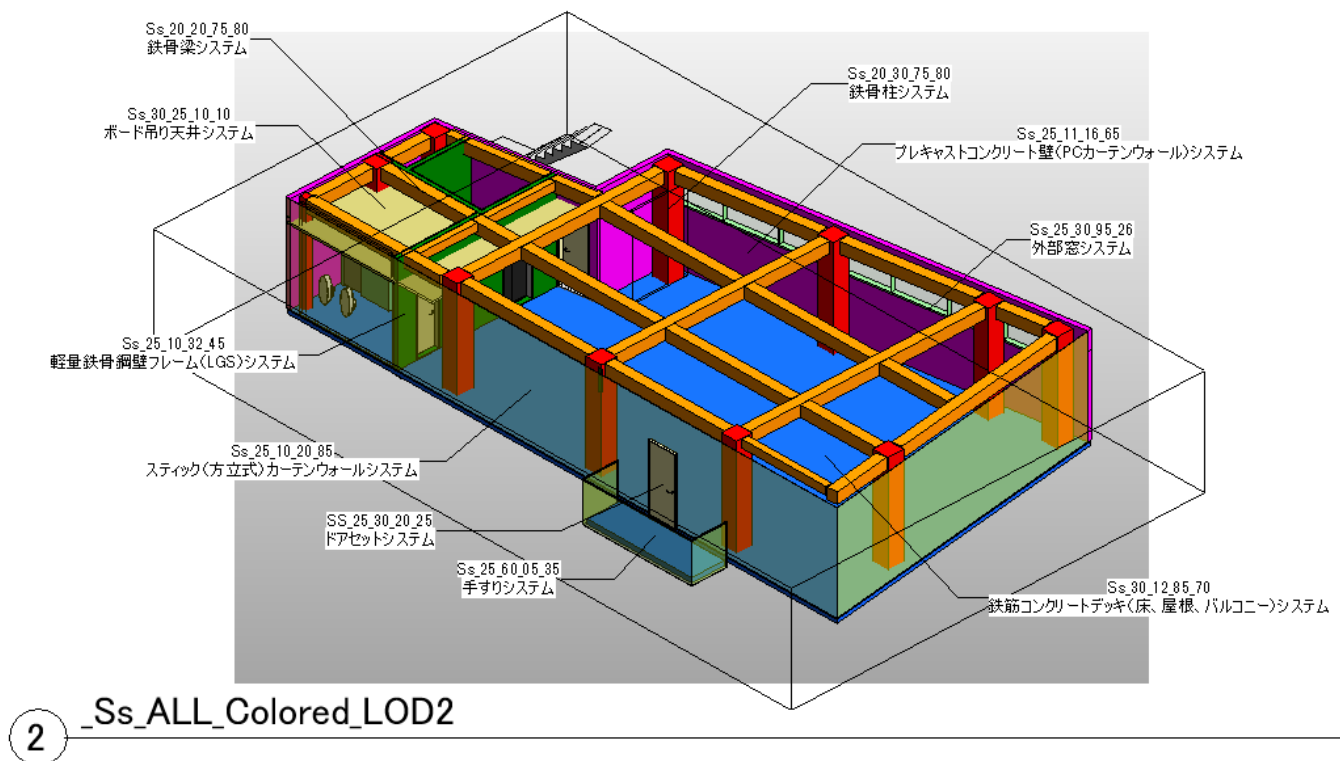 Ss_20_20_75_80
鉄骨梁システム
Ss_20_30_75_80
鉄骨柱システム
Ss_30_25_10_10
ボード吊り天井システム
Ss_25_11_16_65
プレキャストコンクリート壁(PCカーテンウォール)システム
Ss_25_30_95_26
外部窓システム
Ss_25_10_32_45
軽量鉄骨鋼壁フレーム(LGS)システム
Ss_25_10_20_85
スティック(方立式)カーテンウォールシステム
SS_25_30_20_25
ドアセットシステム
Ss_25_60_05_35
手すりシステム
Ss_30_12_85_70
鉄筋コンクリートデッキ(床、屋根、バルコニー)システム
2
_Ss_ALL_Colored_LOD2